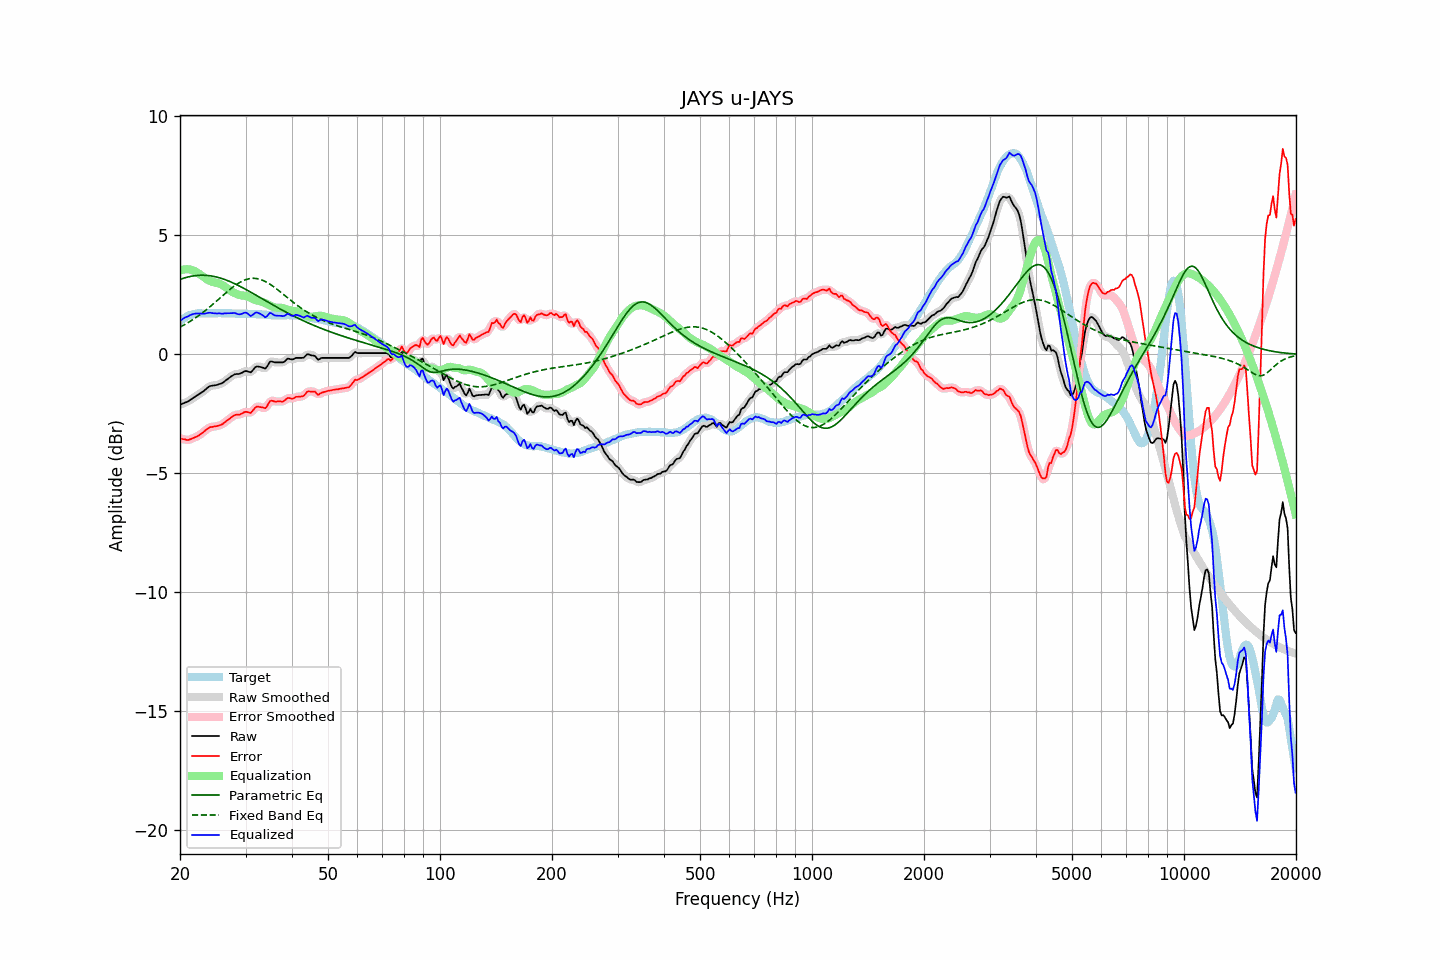 JAYS u-JAYS
Amplitude (dBr)
10
5
0
−5
−10
−15
−20
Target
Raw Smoothed
Error Smoothed
Raw
Error
Equalization
Parametric Eq
Fixed Band Eq
Equalized
20 50 100 200 500 1000 2000 5000 10000 20000
Frequency (Hz)